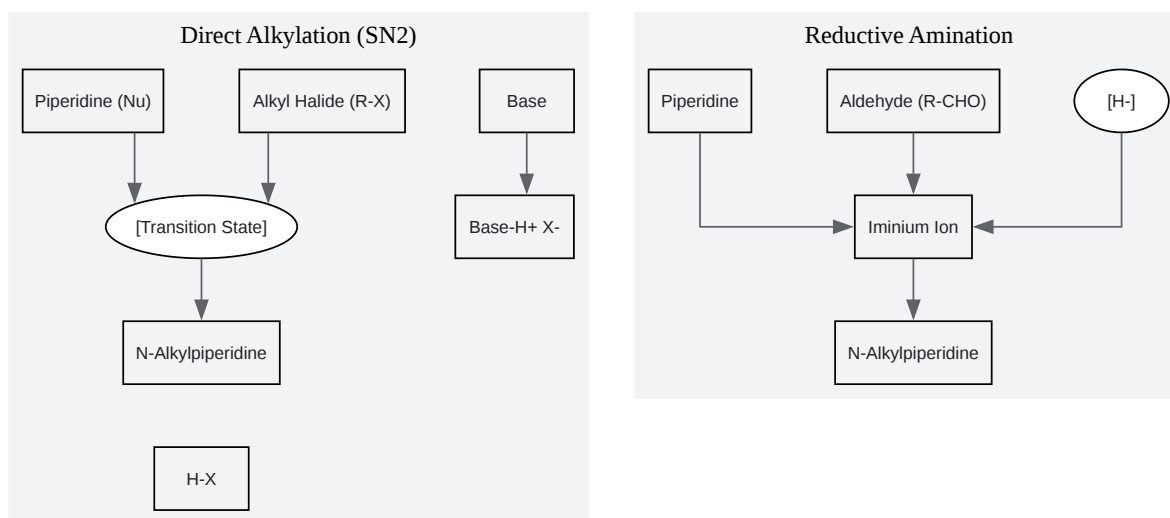 Direct Alkylation (SN2)
Piperidine (Nu)
Alkyl Halide (R-X)
Base
[Transition State]
Base-H+ X-
N-Alkylpiperidine
H-X
Reductive Amination
Piperidine
Aldehyde (R-CHO)
[H-]
Iminium Ion
N-Alkylpiperidine